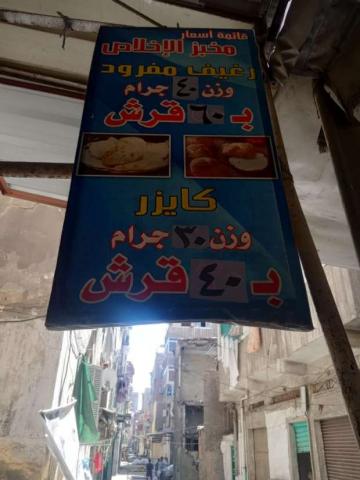 قائمة أسعار
مخبز الإخلاص
رغيف مفرود
وزن ٤٠ جرام
بـ ٦٠ قرش
كايزر
وزن ٣٠ جرام
بـ ٤٠ قرش